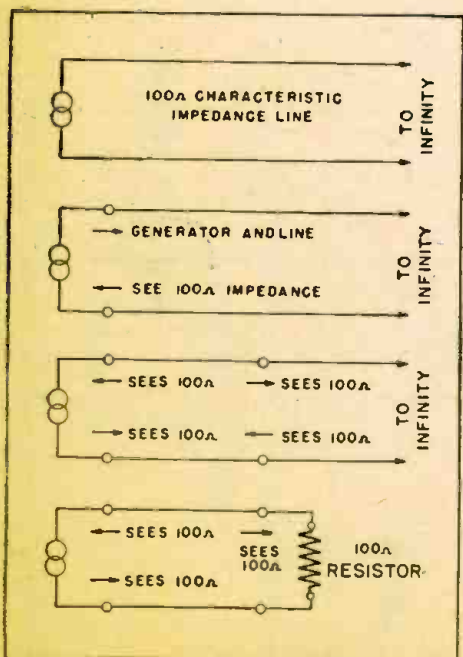 100Ω CHARACTERISTIC
IMPEDANCE LINE
TO
INFINITY
GENERATOR AND LINE
SEE 100Ω IMPEDANCE
TO
INFINITY
SEES 100Ω SEES 100Ω
SEES 100Ω SEES 100Ω
TO
INFINITY
SEES 100Ω
SEES
100Ω
SEES 100Ω
100Ω
RESISTOR